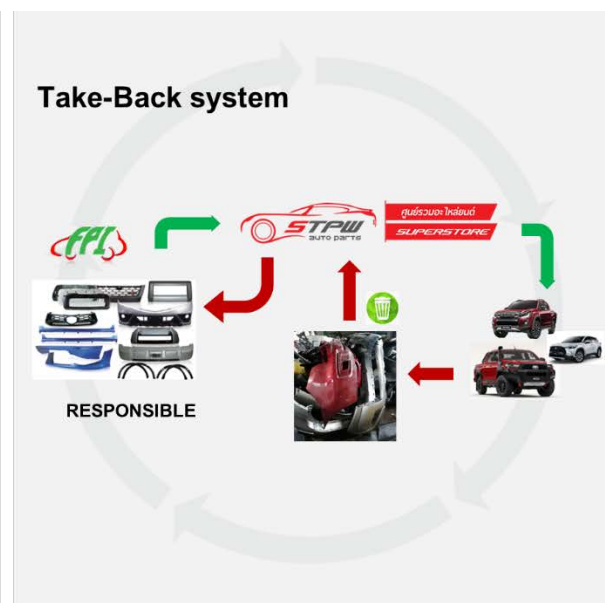 Take-Back system
FPI
STPW
auto parts
ศูนย์รวมอะไหล่ยนต์
SUPERSTORE
RESPONSIBLE